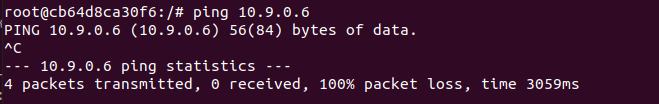 root@cb64d8ca30f6:/# ping 10.9.0.6
PING 10.9.0.6 (10.9.0.6) 56(84) bytes of data.
^C
--- 10.9.0.6 ping statistics ---
4 packets transmitted, 0 received, 100% packet loss, time 3059ms